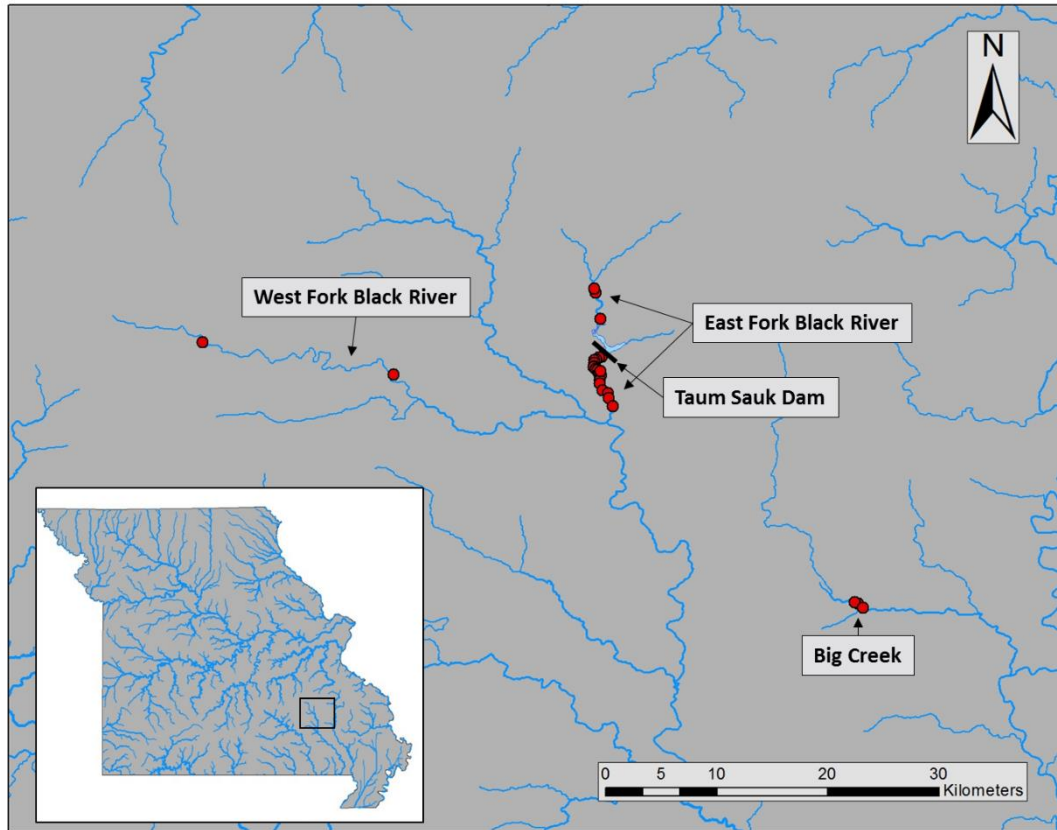 N
West Fork Black River
East Fork Black River
Taum Sauk Dam
Big Creek
0 5 10 20 30
Kilometers